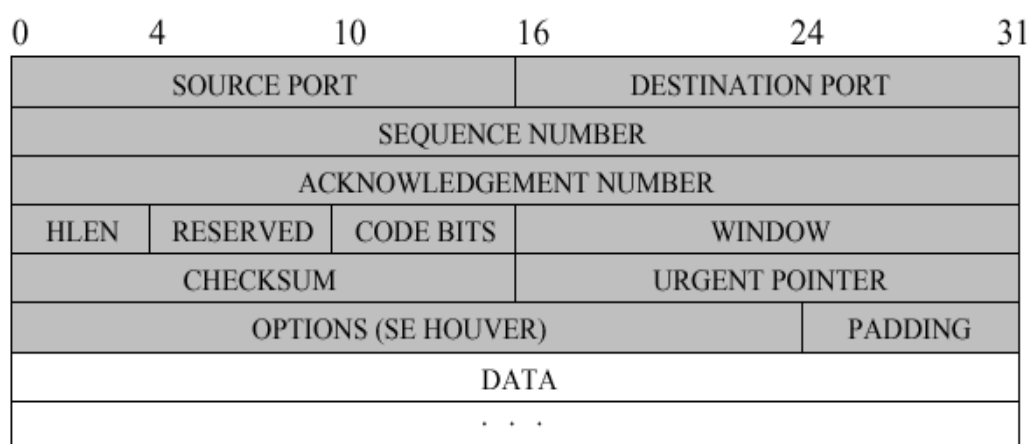 0 4 10 16 24 31
SOURCE PORT DESTINATION PORT
SEQUENCE NUMBER
ACKNOWLEDGEMENT NUMBER
HLEN RESERVED CODE BITS WINDOW
CHECKSUM URGENT POINTER
OPTIONS (SE HOUVER) PADDING
DATA
. . .